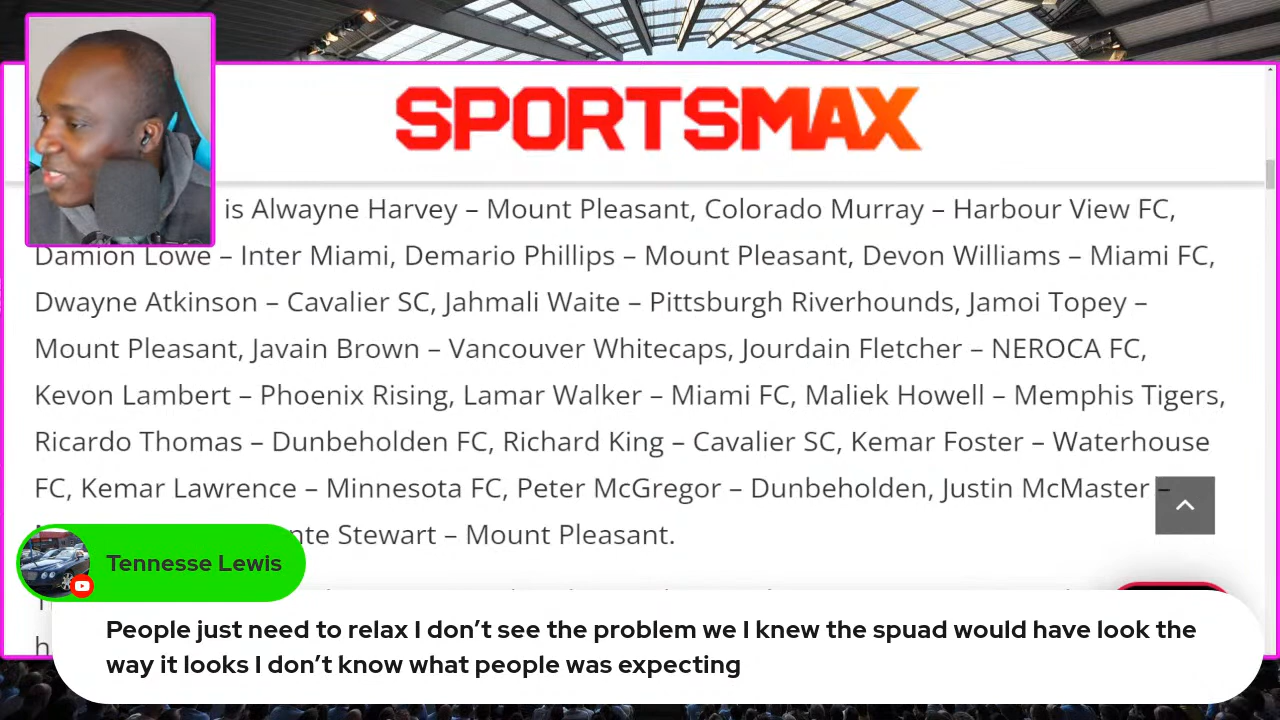 SPORTSMAX
is Alwayne Harvey – Mount Pleasant, Colorado Murray – Harbour View FC,
Damion Lowe – Inter Miami, Demario Phillips – Mount Pleasant, Devon Williams – Miami FC,
Dwayne Atkinson – Cavalier SC, Jahmali Waite – Pittsburgh Riverhounds, Jamoi Topey –
Mount Pleasant, Javain Brown – Vancouver Whitecaps, Jourdain Fletcher – NEROCA FC,
Kevon Lambert – Phoenix Rising, Lamar Walker – Miami FC, Maliek Howell – Memphis Tigers,
Ricardo Thomas – Dunbeholden FC, Richard King – Cavalier SC, Kemar Foster – Waterhouse
FC, Kemar Lawrence – Minnesota FC, Peter McGregor – Dunbeholden, Justin McMaster –
nte Stewart – Mount Pleasant.
Tennesse Lewis
People just need to relax I don't see the problem we I knew the spuad would have look the
way it looks I don't know what people was expecting